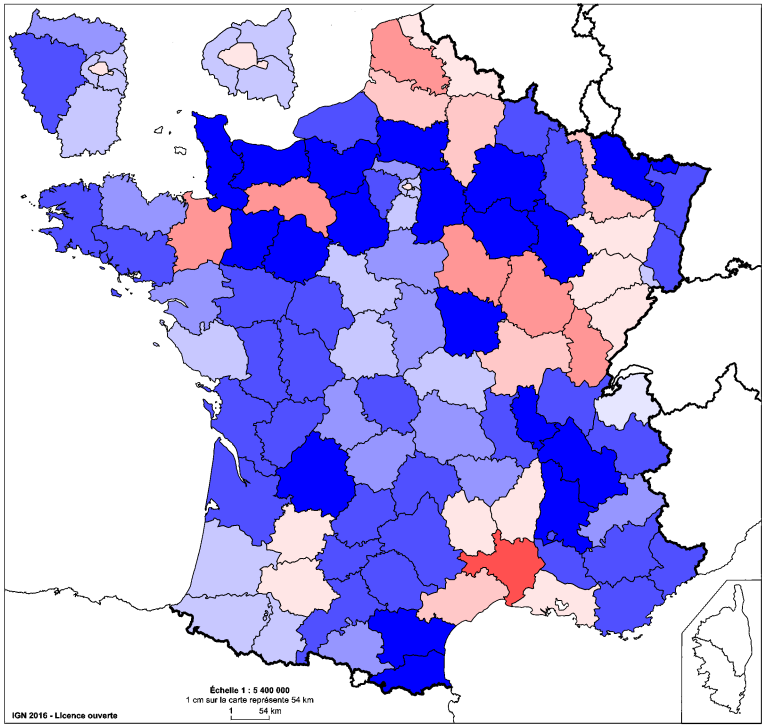 Échelle 1 : 5 400 000
1 cm sur la carte représente 54 km
1 54 km
IGN 2016 - Licence ouverte